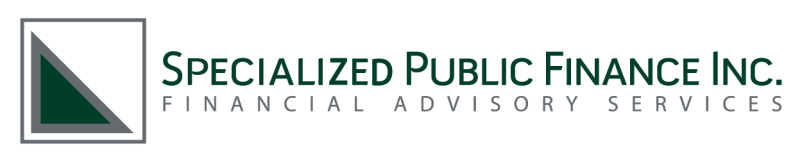 SPECIALIZED PUBLIC FINANCE INC.
FINANCIAL ADVISORY SERVICES